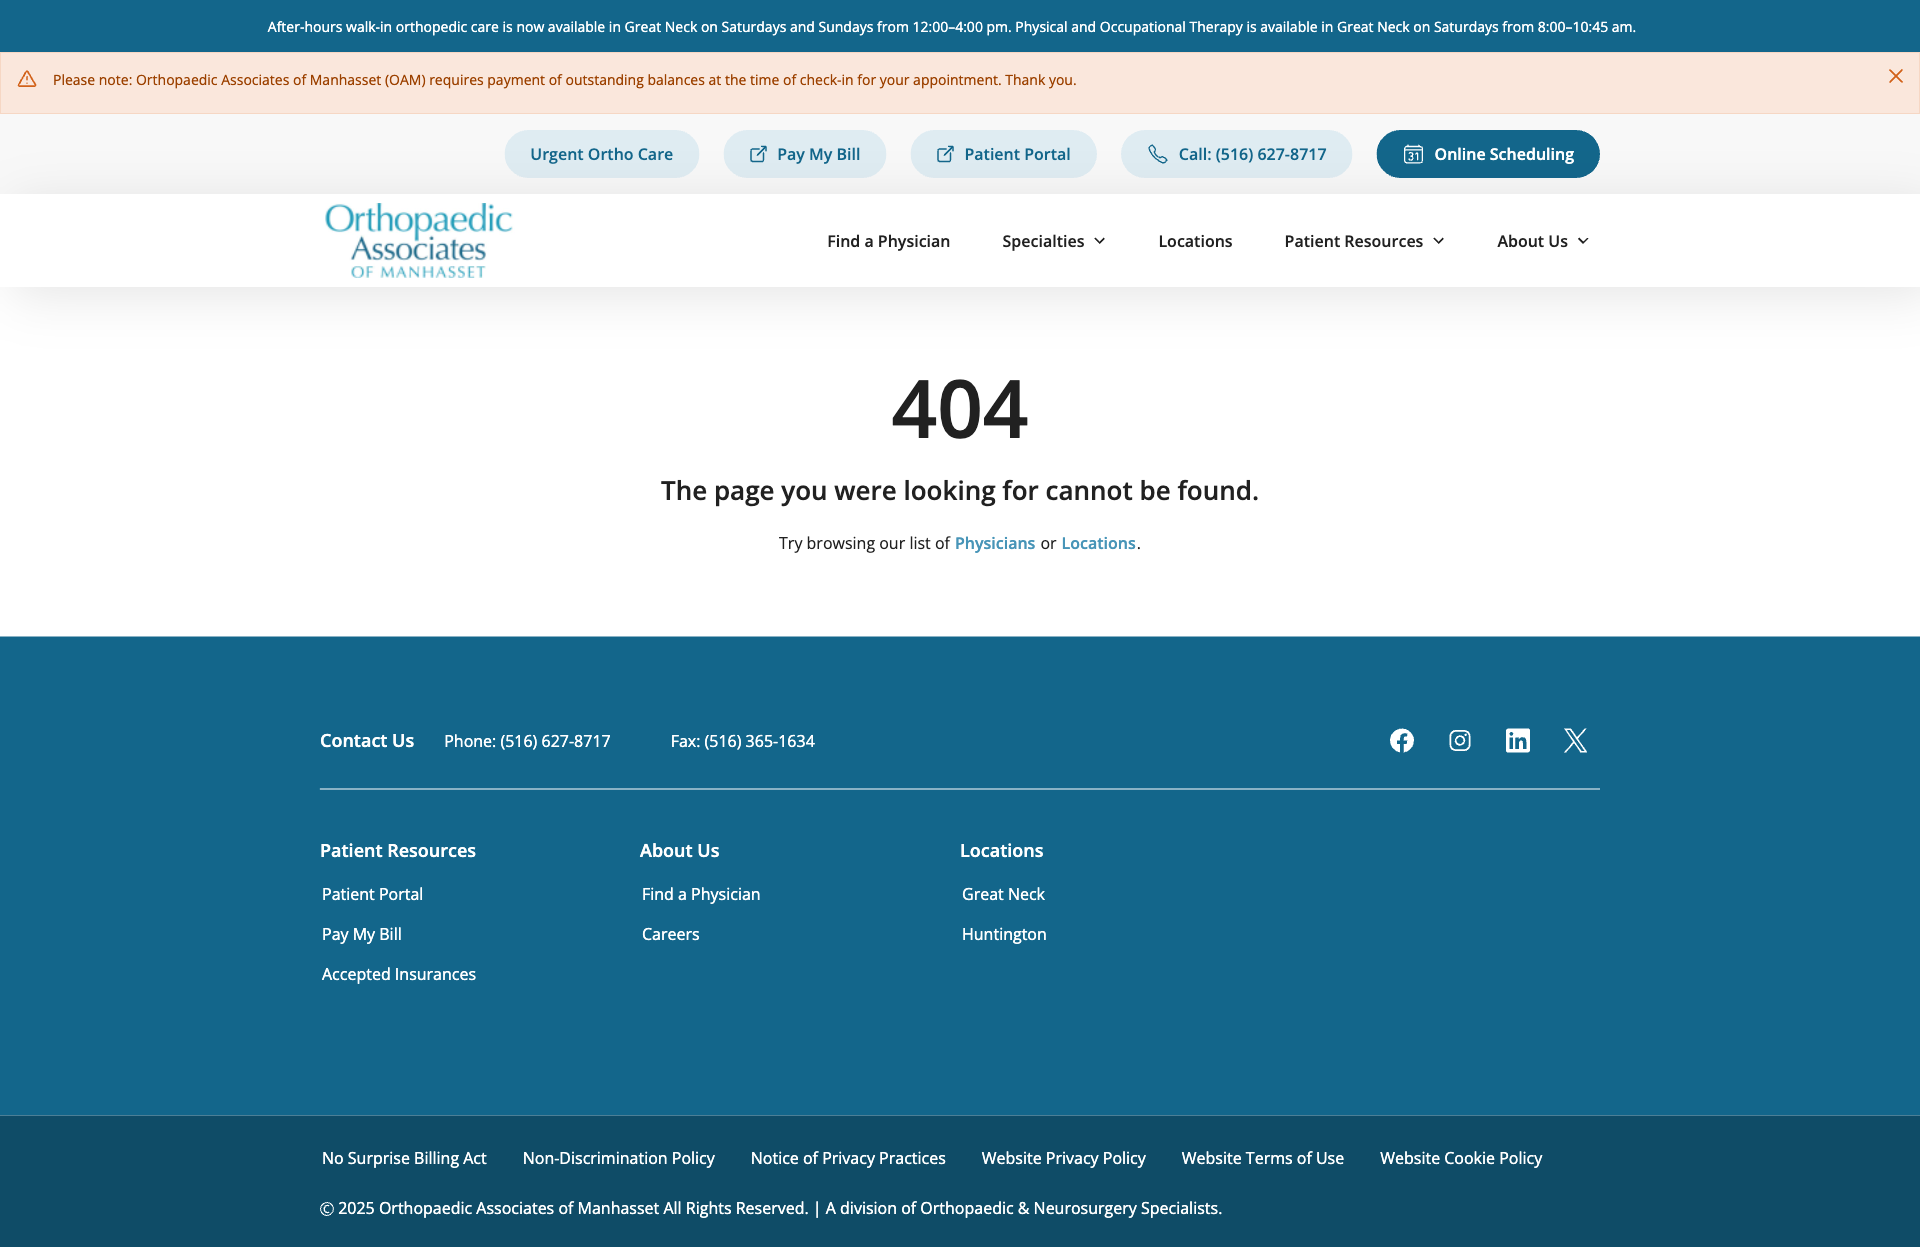 After-hours walk-in orthopedic care is now available in Great Neck on Saturdays and Sundays from 12:00–4:00 pm. Physical and Occupational Therapy is available in Great Neck on Saturdays from 8:00–10:45 am.
Please note: Orthopaedic Associates of Manhasset (OAM) requires payment of outstanding balances at the time of check-in for your appointment. Thank you.
Urgent Ortho Care
Pay My Bill
Patient Portal
Call: (516) 627-8717
31
Online Scheduling
Orthopaedic
Associates
OF MANHASSET
Find a Physician
Specialties
Locations
Patient Resources
About Us
404
The page you were looking for cannot be found.
Try browsing our list of Physicians or Locations.
Contact Us
Phone: (516) 627-8717
Fax: (516) 365-1634
Patient Resources
Patient Portal
Pay My Bill
Accepted Insurances
About Us
Find a Physician
Careers
Locations
Great Neck
Huntington
No Surprise Billing Act
Non-Discrimination Policy
Notice of Privacy Practices
Website Privacy Policy
Website Terms of Use
Website Cookie Policy
© 2025 Orthopaedic Associates of Manhasset All Rights Reserved. | A division of Orthopaedic & Neurosurgery Specialists.